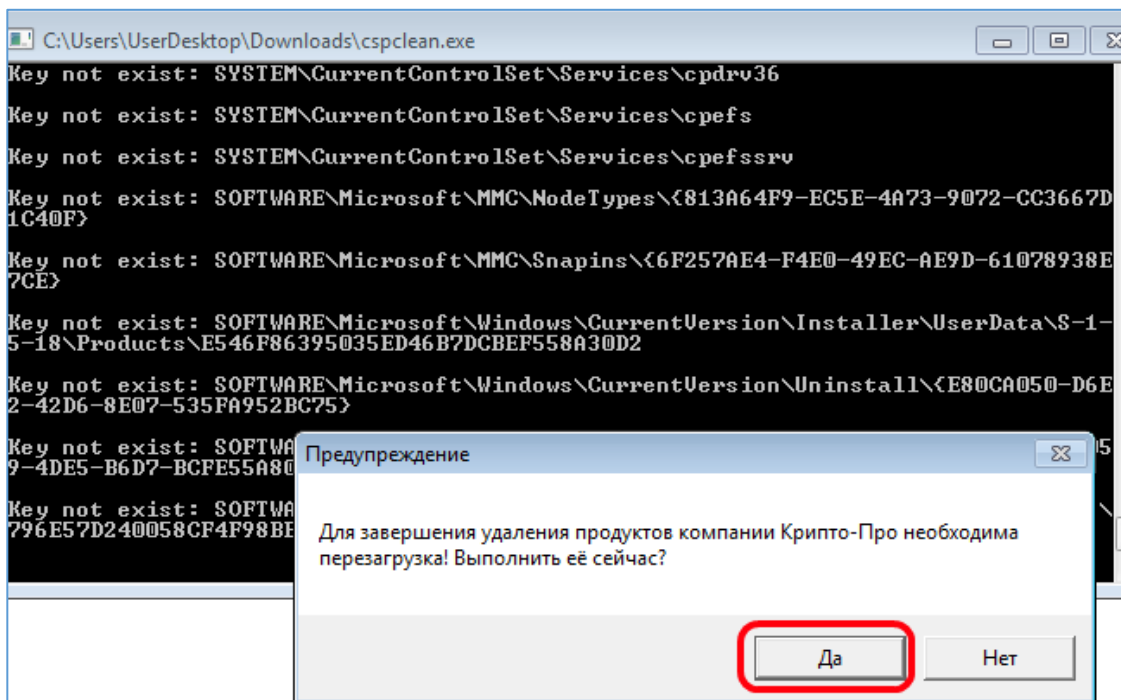 C:\Users\UserDesktop\Downloads\cspclean.exe
Key not exist: SYSTEM\CurrentControlSet\Services\cpdrv36
Key not exist: SYSTEM\CurrentControlSet\Services\cpefs
Key not exist: SYSTEM\CurrentControlSet\Services\cpefssrv
Key not exist: SOFTWARE\Microsoft\MMC\NodeTypes\{813A64F9-EC5E-4A73-9072-CC3667D
1C40F}
Key not exist: SOFTWARE\Microsoft\MMC\Snapins\{6F257AE4-F4E0-49EC-AE9D-61078938E
7CE}
Key not exist: SOFTWARE\Microsoft\Windows\CurrentVersion\Installer\UserData\S-1-
5-18\Products\E546F86395035ED46B7DCBEF558A30D2
Key not exist: SOFTWARE\Microsoft\Windows\CurrentVersion\Uninstall\{E80CA050-D6E
2-42D6-8E07-535FA952BC75}
Key not exist: SOFTWA
9-4DE5-B6D7-BCFE55A80
Key not exist: SOFTWA \
796E57D240058CF4F98BE
Предупреждение
Для завершения удаления продуктов компании Крипто-Про необходима
перезагрузка! Выполнить её сейчас?
Да
Нет